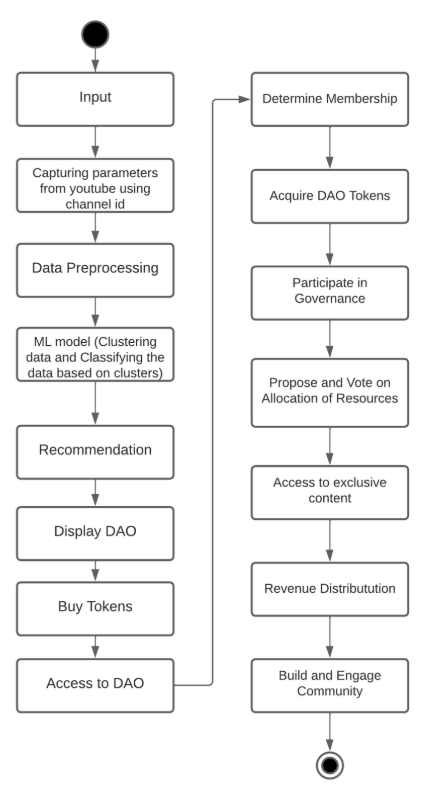 Input
Capturing parameters
from youtube using
channel id
Data Preprocessing
ML model (Clustering
data and Classifying the
data based on clusters)
Recommendation
Display DAO
Buy Tokens
Access to DAO
Determine Membership
Acquire DAO Tokens
Participate in
Governance
Propose and Vote on
Allocation of Resources
Access to exclusive
content
Revenue Distributution
Build and Engage
Community